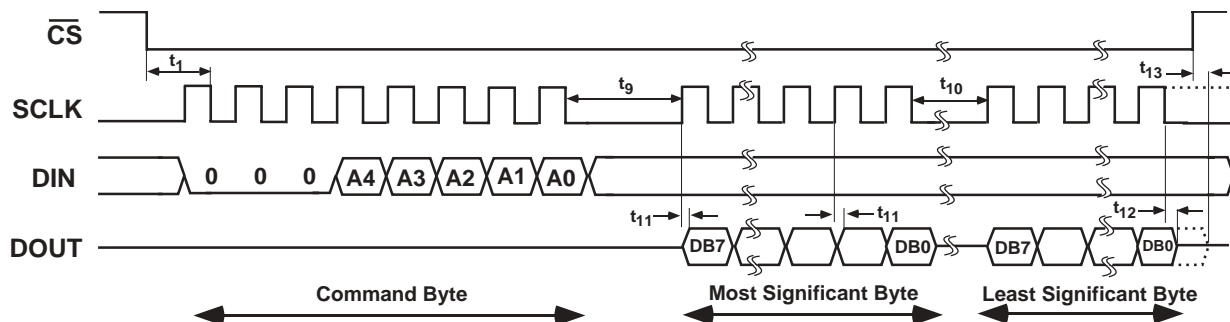 CS
t1
t13
SCLK
t9
t10
DIN
0 0 0 A4 A3 A2 A1 A0
t11
t11
t12
DOUT
DB7 DB0 DB7 DB0
Command Byte
Most Significant Byte
Least Significant Byte